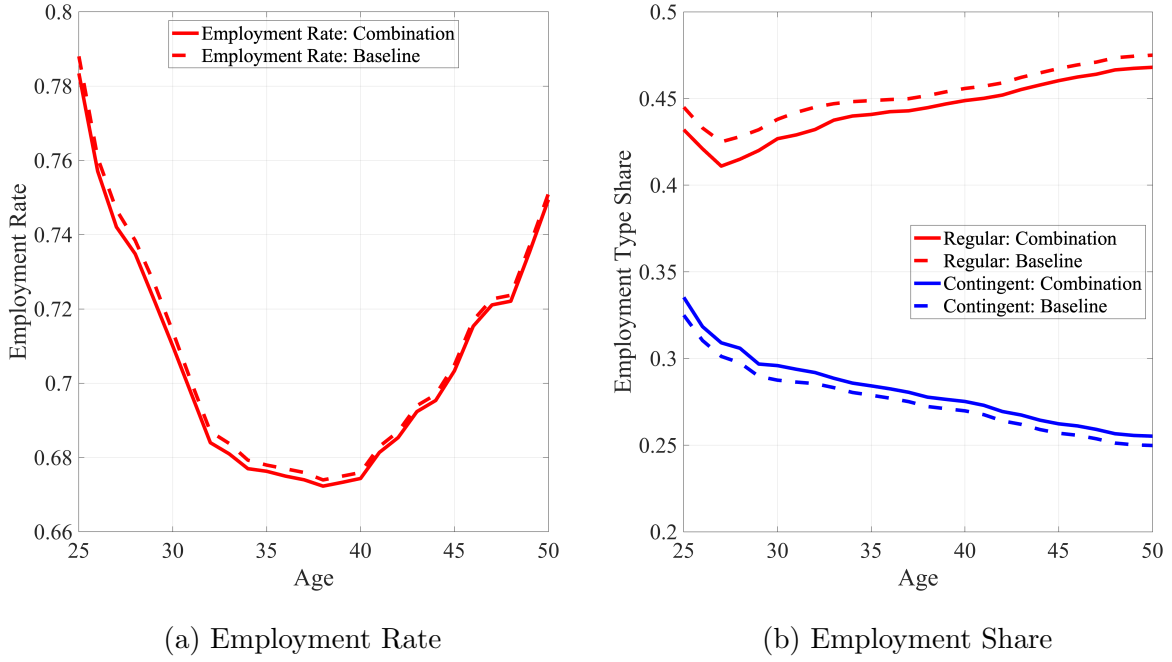 0.8
0.78
0.76
0.74
0.72
0.7
0.68
0.66
25 30 35 40 45 50
Employment Rate
Age
Employment Rate: Combination
Employment Rate: Baseline
(a) Employment Rate
0.5
0.45
0.4
0.35
0.3
0.25
0.2
25 30 35 40 45 50
Employment Type Share
Age
Regular: Combination
Regular: Baseline
Contingent: Combination
Contingent: Baseline
(b) Employment Share